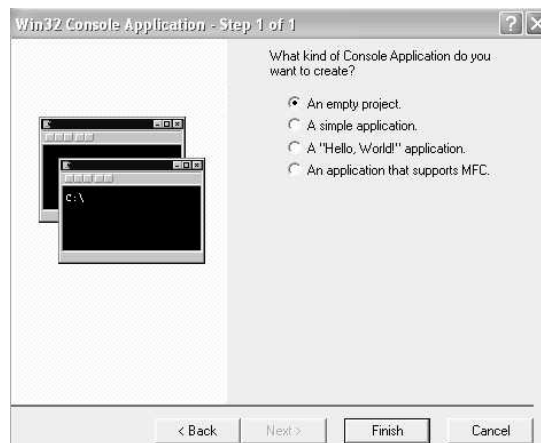 Win32 Console Application - Step 1 of 1
What kind of Console Application do you
want to create?
An empty project.
A simple application.
A "Hello, World!" application.
An application that supports MFC.
C:\
< Back
Next >
Finish
Cancel